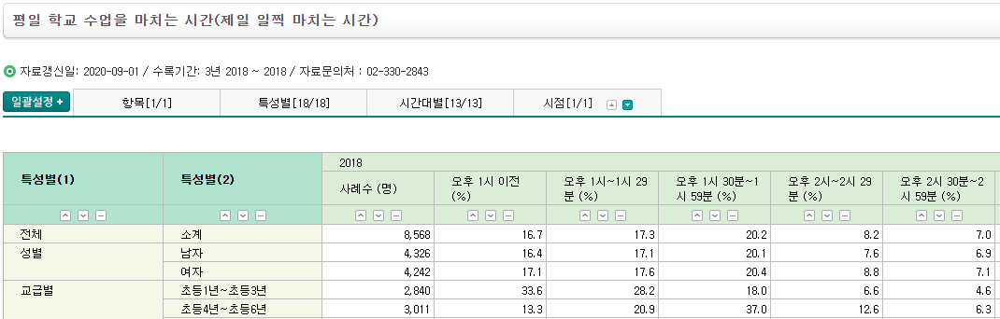 평일 학교 수업을 마치는 시간(제일 일찍 마치는 시간)
자료갱신일: 2020-09-01 / 수록기간: 3년 2018 ~ 2018 / 자료문의처 : 02-330-2843
일괄설정 + 항목[1/1] 특성별[18/18] 시간대별[13/13] 시점[1/1]
특성별(1) 특성별(2) 2018
사례수 (명) 오후 1시 이전 (%) 오후 1시~1시 29분 (%) 오후 1시 30분~1시 59분 (%) 오후 2시~2시 29분 (%) 오후 2시 30분~2시 59분 (%)
전체 소계 8,568 16.7 17.3 20.2 8.2 7.0
성별 남자 4,326 16.4 17.1 20.1 7.6 6.9
여자 4,242 17.1 17.6 20.4 8.8 7.1
교급별 초등1년~초등3년 2,840 33.6 28.2 18.0 6.6 4.6
초등4년~초등6년 3,011 13.3 20.9 37.0 12.6 6.3